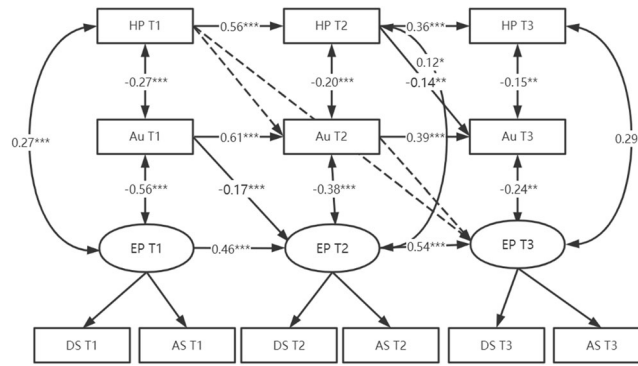 HP T1 0.56*** HP T2 0.36*** HP T3
0.12*
-0.27*** -0.20*** -0.14** -0.15**
0.27*** Au T1 0.61*** Au T2 0.39*** Au T3 0.29
-0.56*** -0.17*** -0.38*** -0.24**
EP T1 0.46*** EP T2 0.54*** EP T3
DS T1 AS T1 DS T2 AS T2 DS T3 AS T3